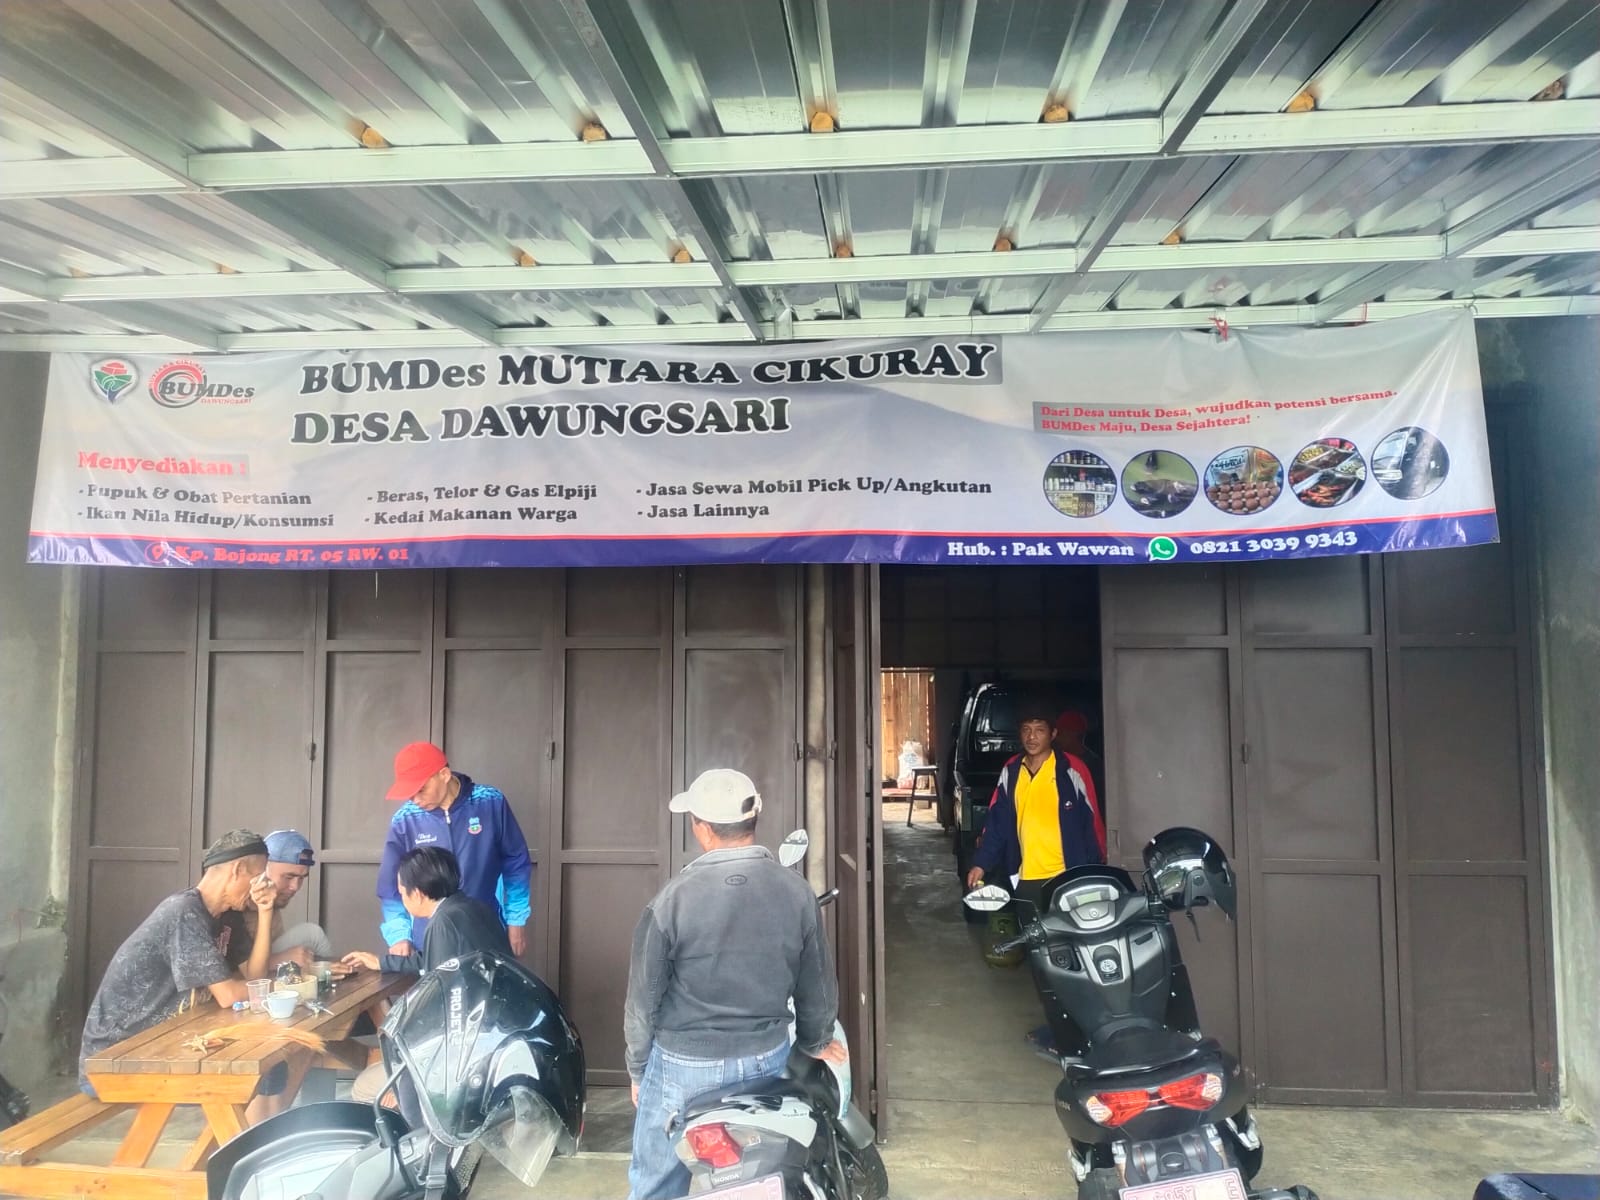 MUTIARA CIKURAY
BUMDes
DAWUNGSARI
BUMDes MUTIARA CIKURAY
DESA DAWUNGSARI
Dari Desa untuk Desa, wujudkan potensi bersama.
BUMDes Maju, Desa Sejahtera!
Menyediakan :
- Pupuk & Obat Pertanian
- Ikan Nila Hidup/Konsumsi
- Beras, Telor & Gas Elpiji
- Kedai Makanan Warga
- Jasa Sewa Mobil Pick Up/Angkutan
- Jasa Lainnya
Kp. Bojong RT. 05 RW. 01
Hub. : Pak Wawan 0821 3039 9343